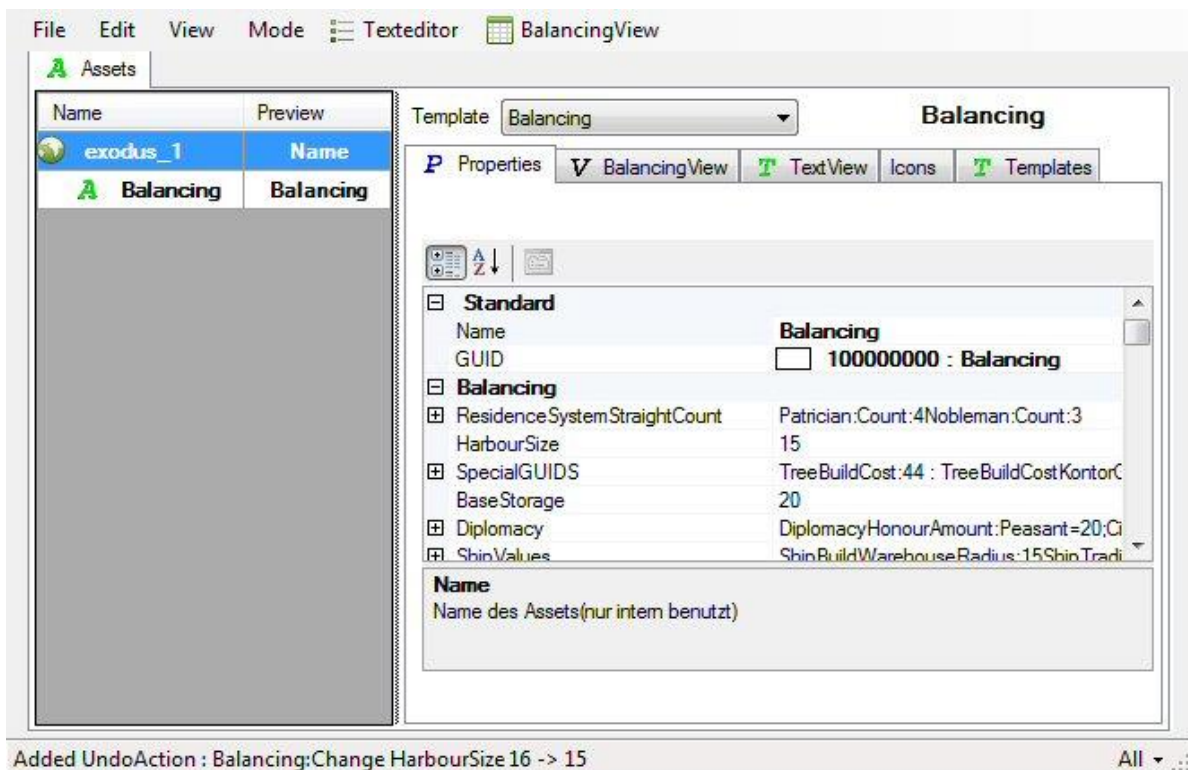 File Edit View Mode Texteditor BalancingView
A Assets
Name Preview
exodus_1 Name
A Balancing Balancing
Template Balancing Balancing
P Properties V BalancingView T TextView Icons T Templates
A Z
Standard
Name Balancing
GUID 100000000 : Balancing
Balancing
ResidenceSystemStraightCount Patrician:Count:4Nobleman:Count:3
HarbourSize 15
SpecialGUIDS TreeBuildCost:44 : TreeBuildCostKontor
BaseStorage 20
Diplomacy DiplomacyHonourAmount:Peasant=20;Ci
ShipValues ShipBuildWarehouseRadius:15ShipTradi
Name
Name des Assets(nur intern benutzt)
Added UndoAction : Balancing:Change HarbourSize 16 -> 15 All